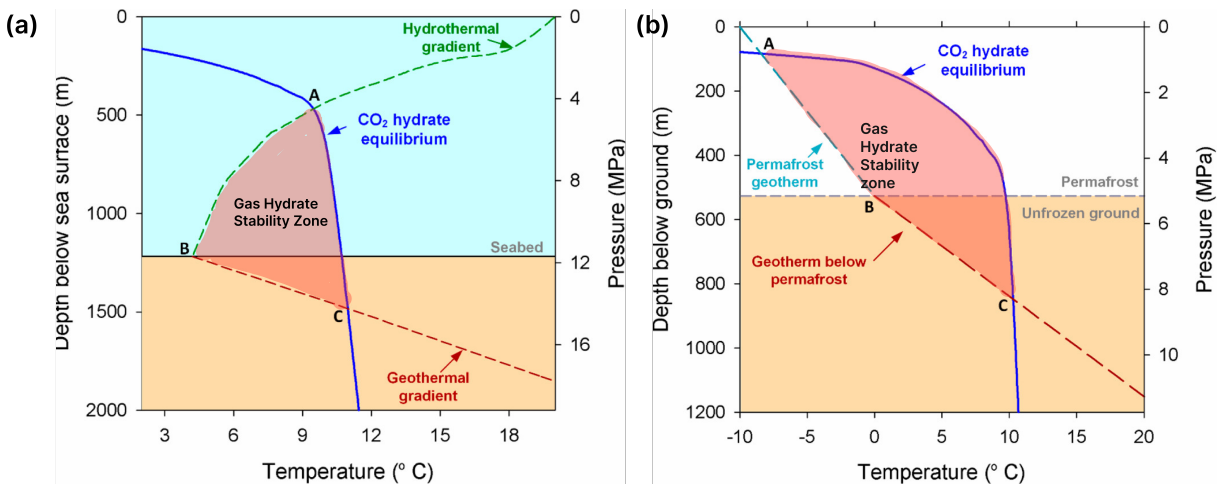 (a)
0
500
1000
1500
2000
Depth below sea surrace (m)
3
6
9
12
15
18
Temperature (° C)
0
4
8
12
16
Pressure (MPa)
Hydrothermal
gradient
A
CO2 hydrate
equilibrium
Gas Hydrate
Stability Zone
B
Seabed
C
Geothermal
gradient
(b)
0
200
400
600
800
1000
1200
Depth below ground (m)
-10
-5
0
5
10
15
20
Temperature (° C)
0
2
4
6
8
10
Pressure (MPa)
A
CO2 hydrate
equilibrium
Gas
Hydrate
Stability
zone
Permafrost
geotherm
Permafrost
B
Unfrozen ground
Geotherm below
permafrost
C